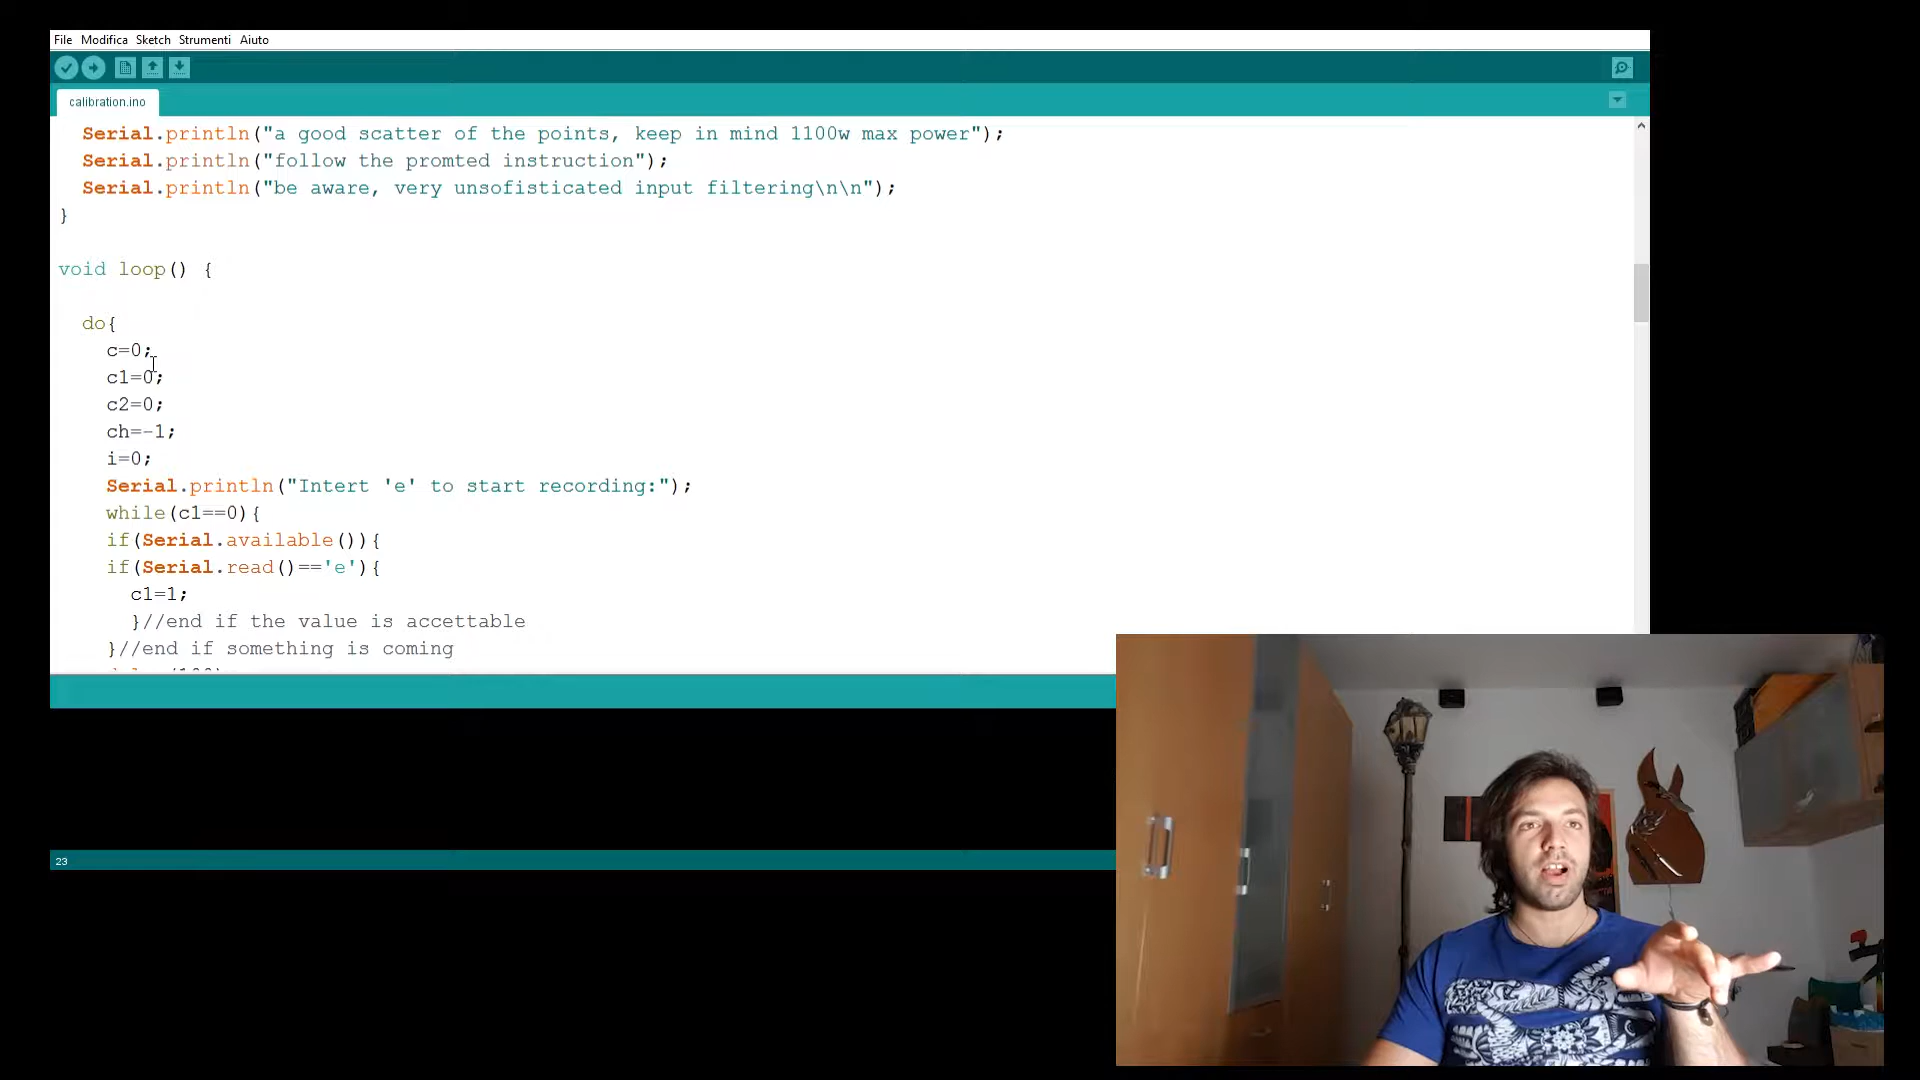 File Modifica Sketch Strumenti Aiuto
calibration.ino
Serial.println("a good scatter of the points, keep in mind 1100w max power");
Serial.println("follow the promted instruction");
Serial.println("be aware, very unsofisticated input filtering\n\n");
}
void loop() {
do{
c=0;
c1=0;
c2=0;
ch=-1;
i=0;
Serial.println("Intert 'e' to start recording:");
while(c1==0){
if(Serial.available()){
if(Serial.read()=='e'){
c1=1;
}//end if the value is accettable
}//end if something is coming
23